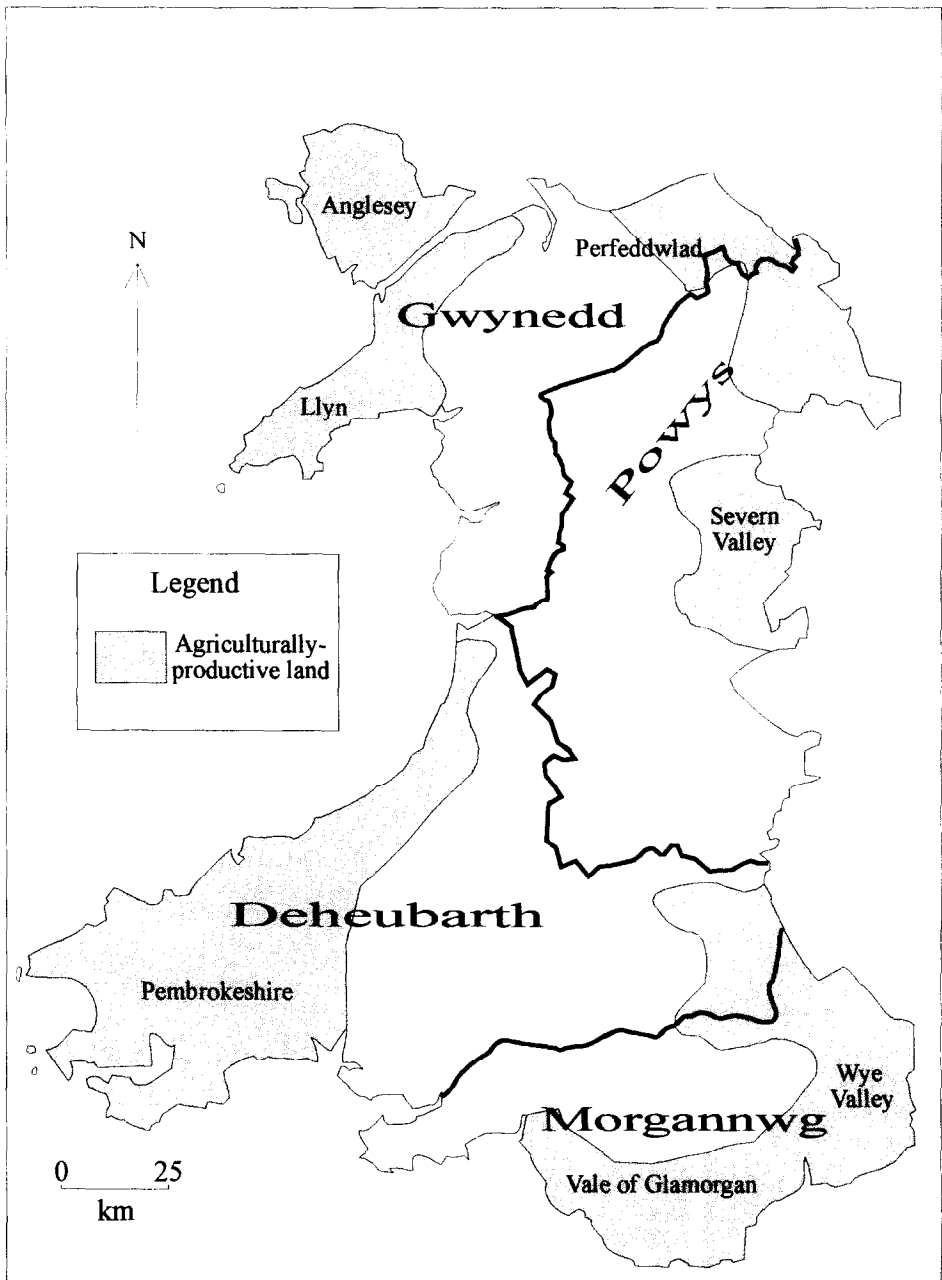 Anglesey
N
Perfeddwlad
Gwynedd
Powys
Llyn
Severn
Valley
Legend
Agriculturally-
productive land
Deheubarth
Pembrokeshire
Wye
Valley
Morgannwg
0 25
km
Vale of Glamorgan